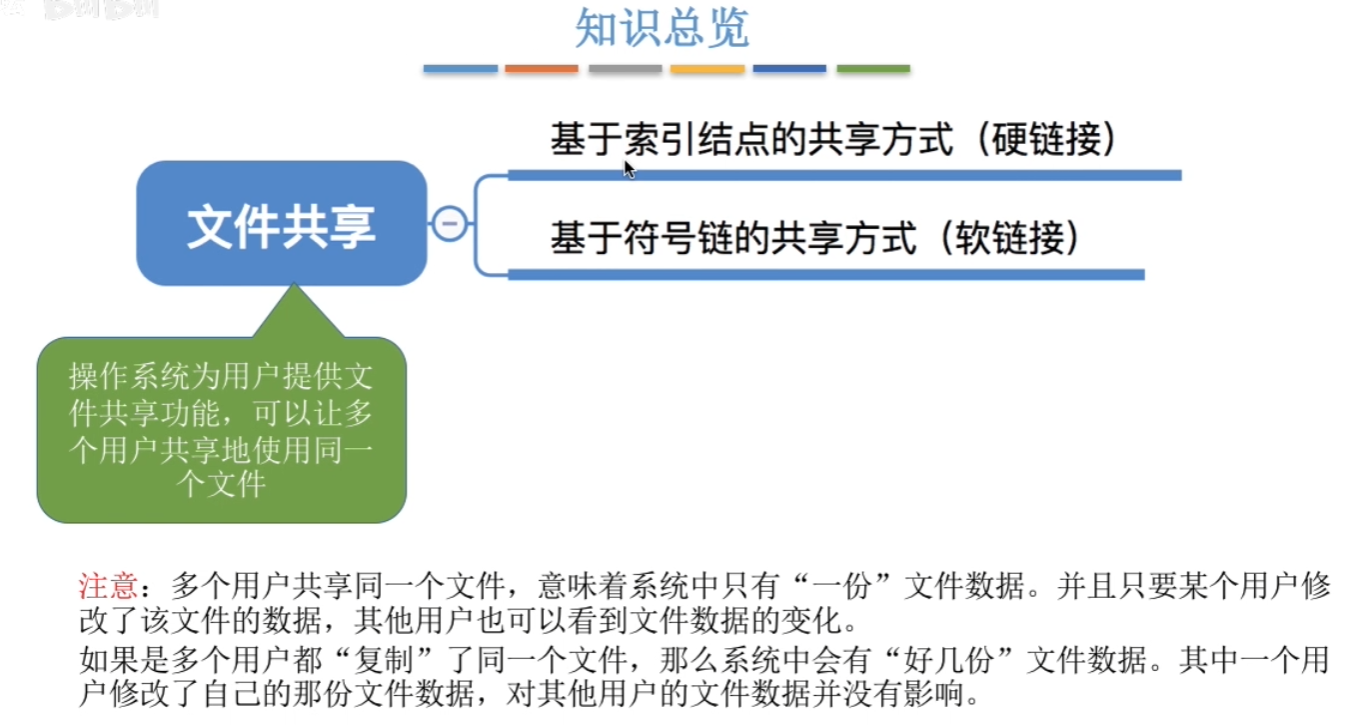 知识总览
基于索引结点的共享方式（硬链接）
文件共享
基于符号链的共享方式（软链接）
操作系统为用户提供文
件共享功能，可以让多
个用户共享地使用同一
个文件
注意：多个用户共享同一个文件，意味着系统中只有“一份”文件数据。并且只要某个用户修
改了该文件的数据，其他用户也可以看到文件数据的变化。
如果是多个用户都“复制”了同一个文件，那么系统中会有“好几份”文件数据。其中一个用
户修改了自己的那份文件数据，对其他用户的文件数据并没有影响。